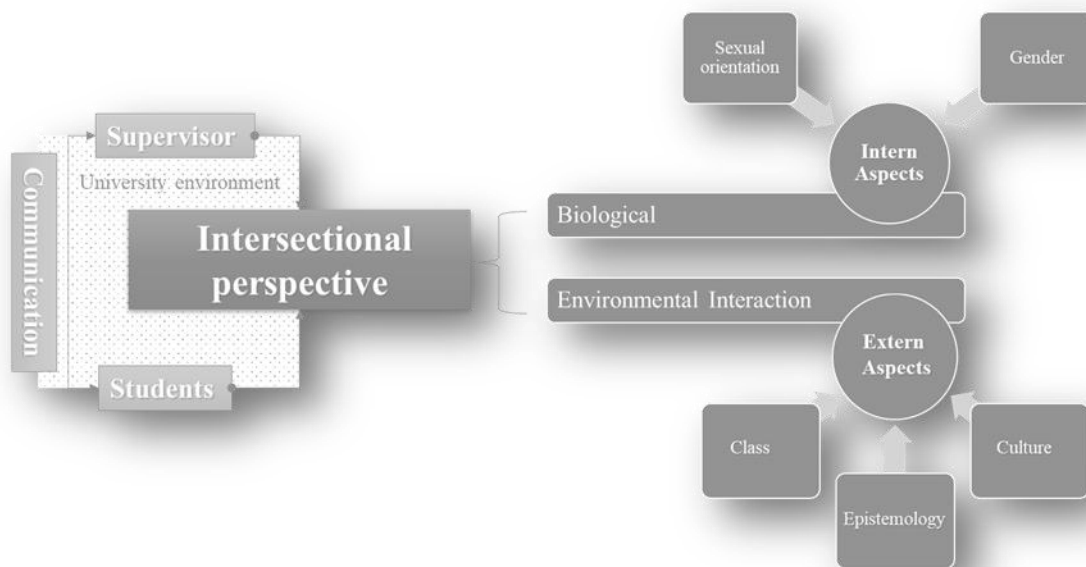 Supervisor
University environment
Communication
Intersectional
perspective
Students
Sexual
orientation
Gender
Intern
Aspects
Biological
Environmental Interaction
Extern
Aspects
Class
Culture
Epistemology